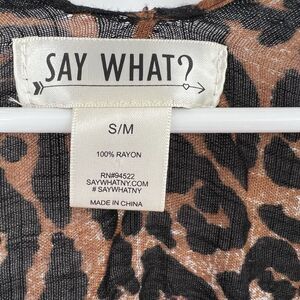 SAY WHAT?
S/M
100% RAYON
RN#94522
SAYWHATNY.COM
# SAYWHATNY
MADE IN CHINA